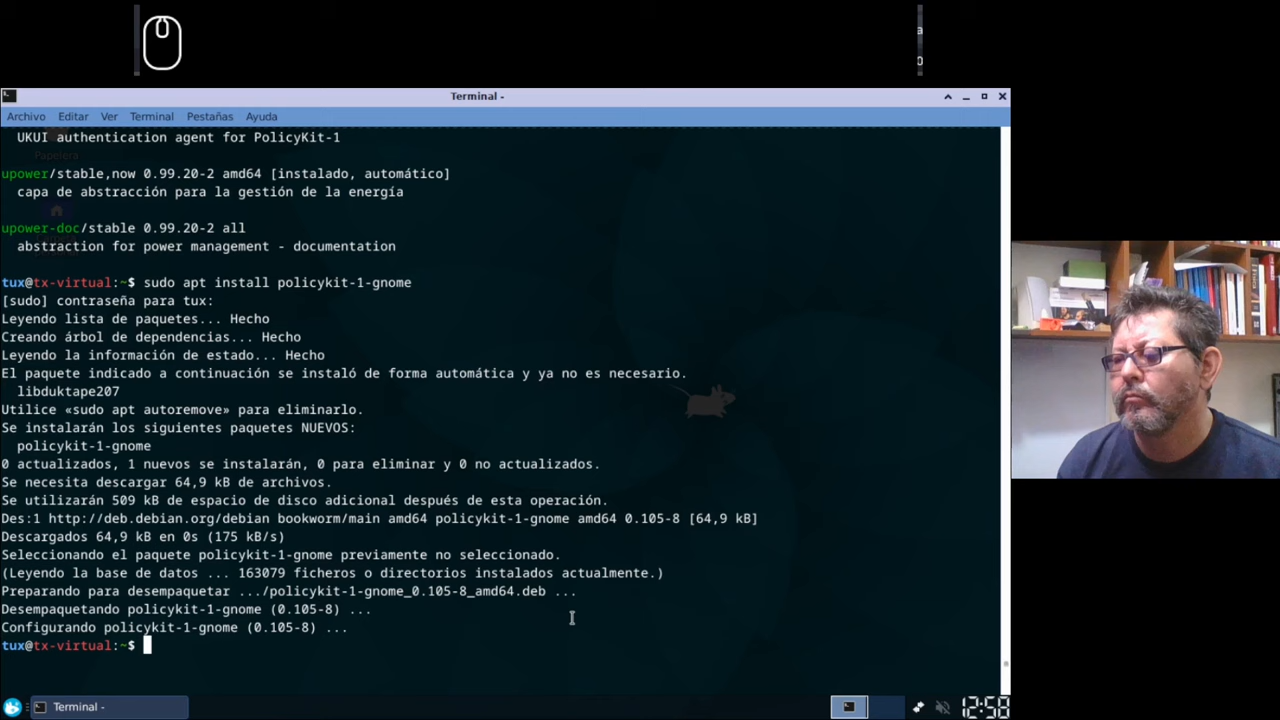 a
0
Terminal -
Archivo Editar Ver Terminal Pestañas Ayuda
UKUI authentication agent for PolicyKit-1
Papelera
upower/stable,now 0.99.20-2 amd64 [instalado, automático]
capa de abstracción para la gestión de la energía
upower-doc/stable 0.99.20-2 all
abstraction for power management - documentation
tux@tx-virtual:~$ sudo apt install policykit-1-gnome
[sudo] contraseña para tux:
Leyendo lista de paquetes... Hecho
Creando árbol de dependencias... Hecho
Leyendo la información de estado... Hecho
El paquete indicado a continuación se instaló de forma automática y ya no es necesario.
libduktape207
Utilice «sudo apt autoremove» para eliminarlo.
Se instalarán los siguientes paquetes NUEVOS:
policykit-1-gnome
0 actualizados, 1 nuevos se instalarán, 0 para eliminar y 0 no actualizados.
Se necesita descargar 64,9 kB de archivos.
Se utilizarán 509 kB de espacio de disco adicional después de esta operación.
Des:1 http://deb.debian.org/debian bookworm/main amd64 policykit-1-gnome amd64 0.105-8 [64,9 kB]
Descargados 64,9 kB en 0s (175 kB/s)
Seleccionando el paquete policykit-1-gnome previamente no seleccionado.
(Leyendo la base de datos ... 163079 ficheros o directorios instalados actualmente.)
Preparando para desempaquetar .../policykit-1-gnome_0.105-8_amd64.deb ...
Desempaquetando policykit-1-gnome (0.105-8) ...
Configurando policykit-1-gnome (0.105-8) ...
tux@tx-virtual:~$
Terminal -
12:58